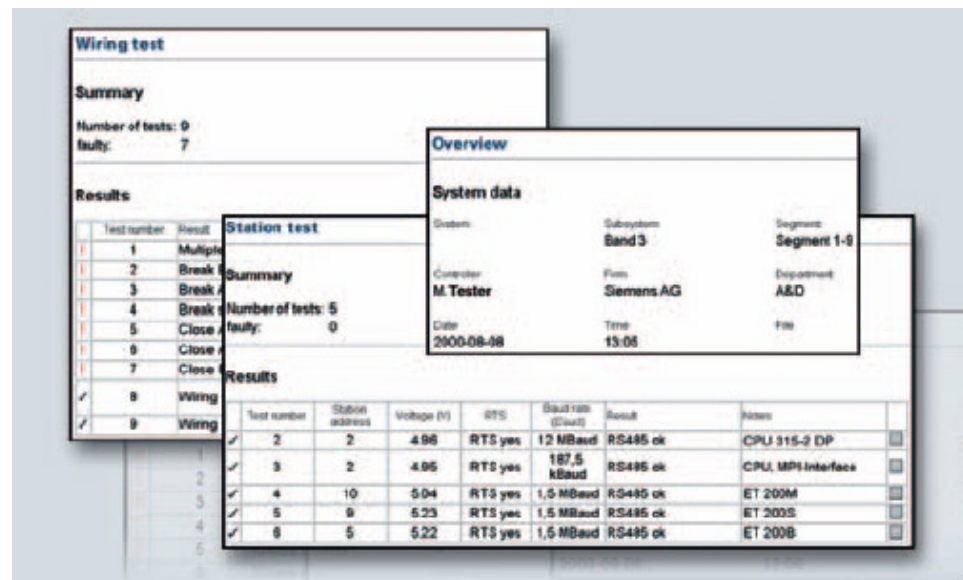 Wiring test
Summary
Number of tests: 9
faulty: 7
Results
Test number Result
1 Multiple
2 Break
3 Break
4 Break
5 Close
6 Close
7 Close
8 Wiring
9 Wiring
Overview
System data
System Subsystem Segment
Band 3 Segment 1-9
Controller Firm Department
M. Tester Siemens AG A&D
Date Time File
2000-08-08 13:05
Station test
Summary
Number of tests: 5
faulty: 0
Results
Test number Station address Voltage (V) RTS Baud rate (Baud) Result Notes
✓ 2 2 4.96 RTS yes 12 MBaud RS485 ok CPU 315-2 DP
✓ 3 2 4.95 RTS yes 187,5 kBaud RS485 ok CPU, MPI-Interface
✓ 4 10 5.04 RTS yes 1,5 MBaud RS485 ok ET 200M
✓ 5 9 5.23 RTS yes 1,5 MBaud RS485 ok ET 200S
✓ 6 5 5.22 RTS yes 1,5 MBaud RS485 ok ET 200B
1
2
3
4
5